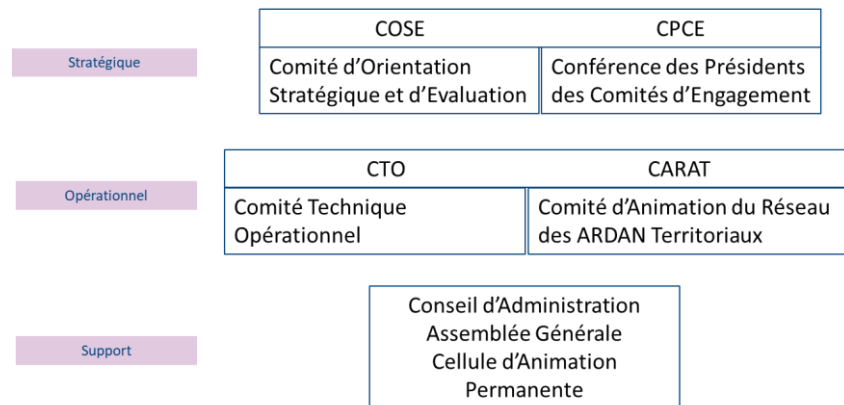 COSE
CPCE
Stratégique
Comité d’Orientation
Stratégique et d’Evaluation
Conférence des Présidents
des Comités d’Engagement
CTO
CARAT
Opérationnel
Comité Technique
Opérationnel
Comité d’Animation du Réseau
des ARDAN Territoriaux
Support
Conseil d’Administration
Assemblée Générale
Cellule d’Animation
Permanente